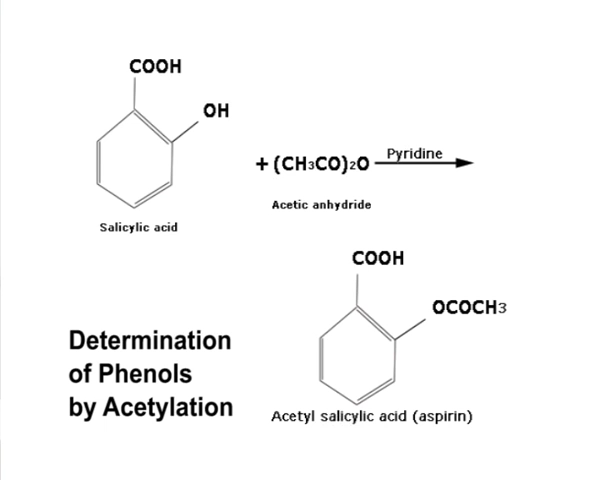 COOH
OH
+ (CH3CO)2O
Pyridine
Acetic anhydride
Salicylic acid
COOH
OCOCH3
Determination
of Phenols
by Acetylation
Acetyl salicylic acid (aspirin)